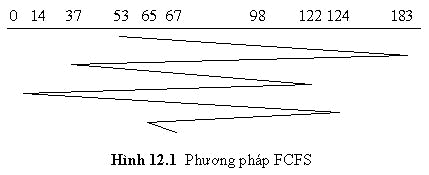 0 14 37 53 65 67 98 122 124 183
Hình 12.1 Phương pháp FCFS